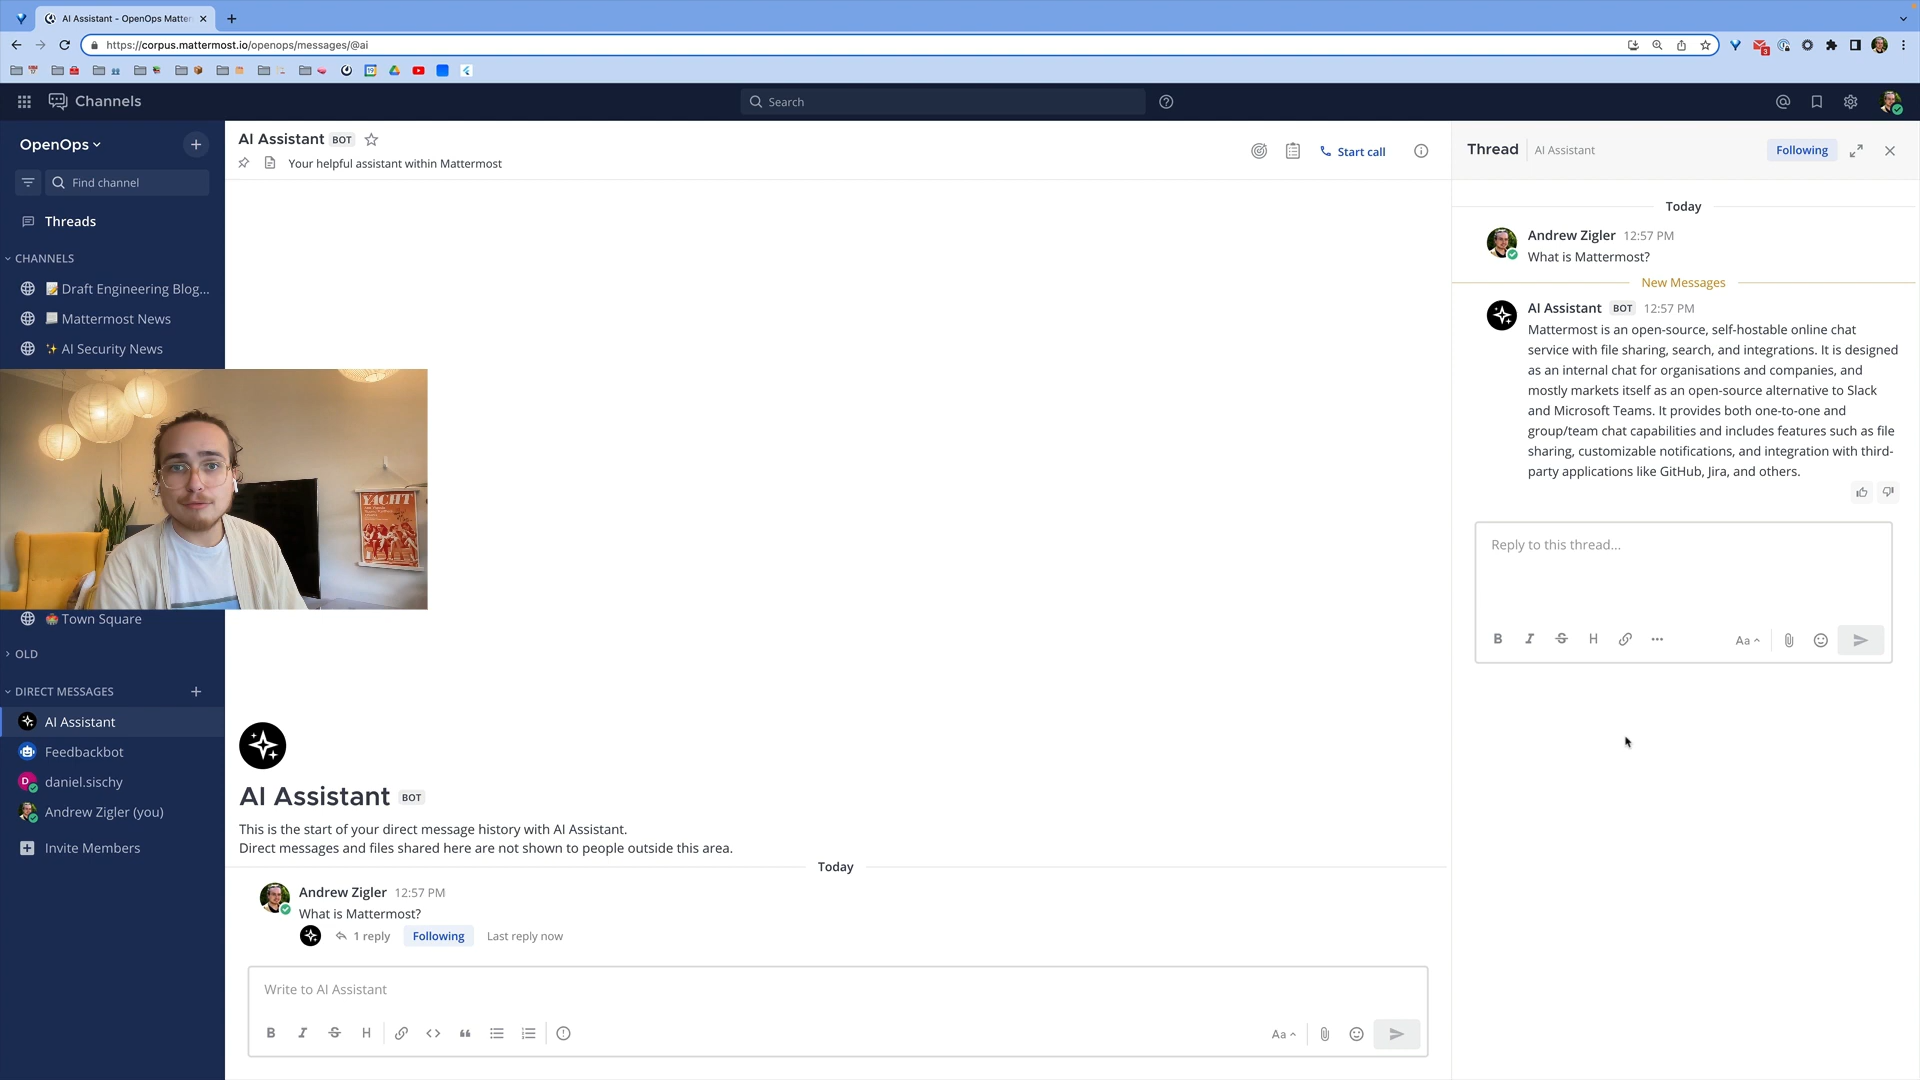 AI Assistant - OpenOps Matter
https://corpus.mattermost.io/openops/messages/@ai
Channels
Search
OpenOps
Find channel
Threads
CHANNELS
Draft Engineering Blog...
Mattermost News
AI Security News
Town Square
OLD
DIRECT MESSAGES
AI Assistant
Feedbackbot
daniel.sischy
Andrew Zigler (you)
Invite Members
YACHT
AI Assistant BOT
Your helpful assistant within Mattermost
Start call
AI Assistant BOT
This is the start of your direct message history with AI Assistant.
Direct messages and files shared here are not shown to people outside this area.
Today
Andrew Zigler 12:57 PM
What is Mattermost?
1 reply Following Last reply now
Write to AI Assistant
B I S H Aa
Thread AI Assistant Following
Today
Andrew Zigler 12:57 PM
What is Mattermost?
New Messages
AI Assistant BOT 12:57 PM
Mattermost is an open-source, self-hostable online chat
service with file sharing, search, and integrations. It is designed
as an internal chat for organisations and companies, and
mostly markets itself as an open-source alternative to Slack
and Microsoft Teams. It provides both one-to-one and
group/team chat capabilities and includes features such as file
sharing, customizable notifications, and integration with third-
party applications like GitHub, Jira, and others.
Reply to this thread...
B I S H Aa